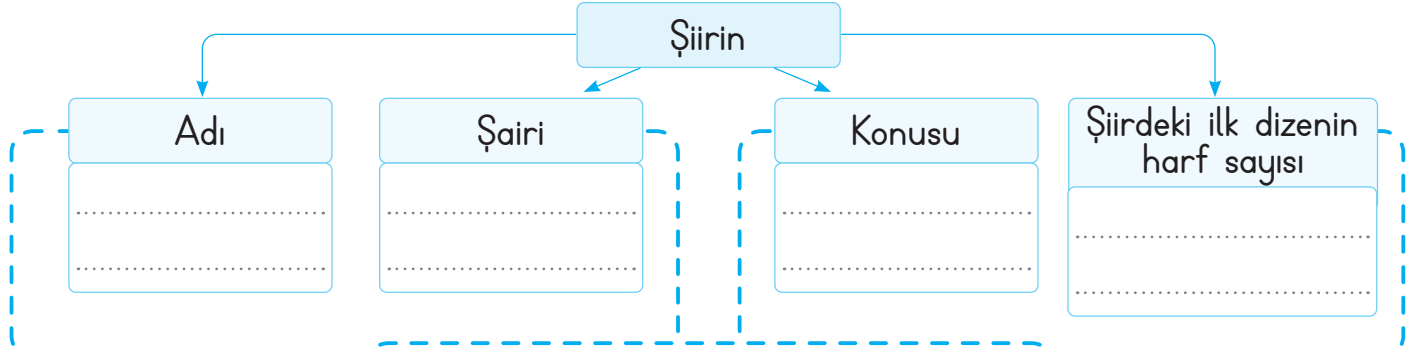 Şiirin
Adı
Şairi
Konusu
Şiirdeki ilk dizenin
harf sayısı